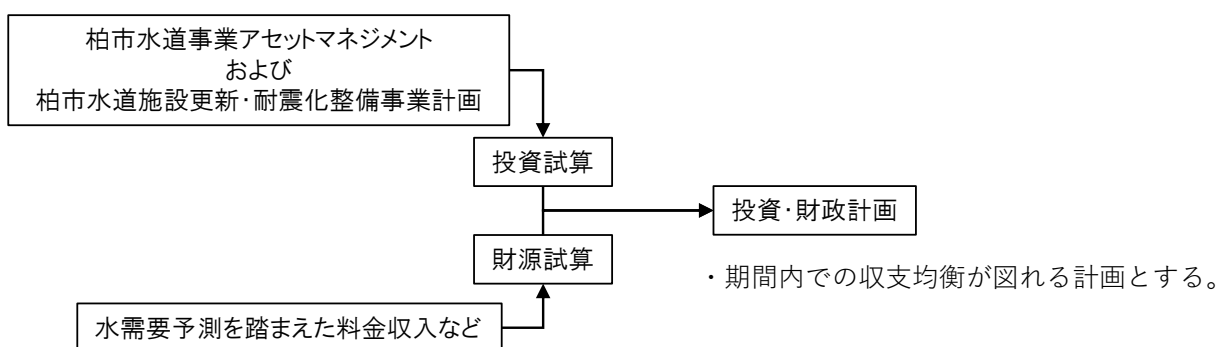 柏市水道事業アセットマネジメント
および
柏市水道施設更新・耐震化整備事業計画
投資試算
投資・財政計画
財源試算
・期間内での収支均衡が図れる計画とする。
水需要予測を踏まえた料金収入など